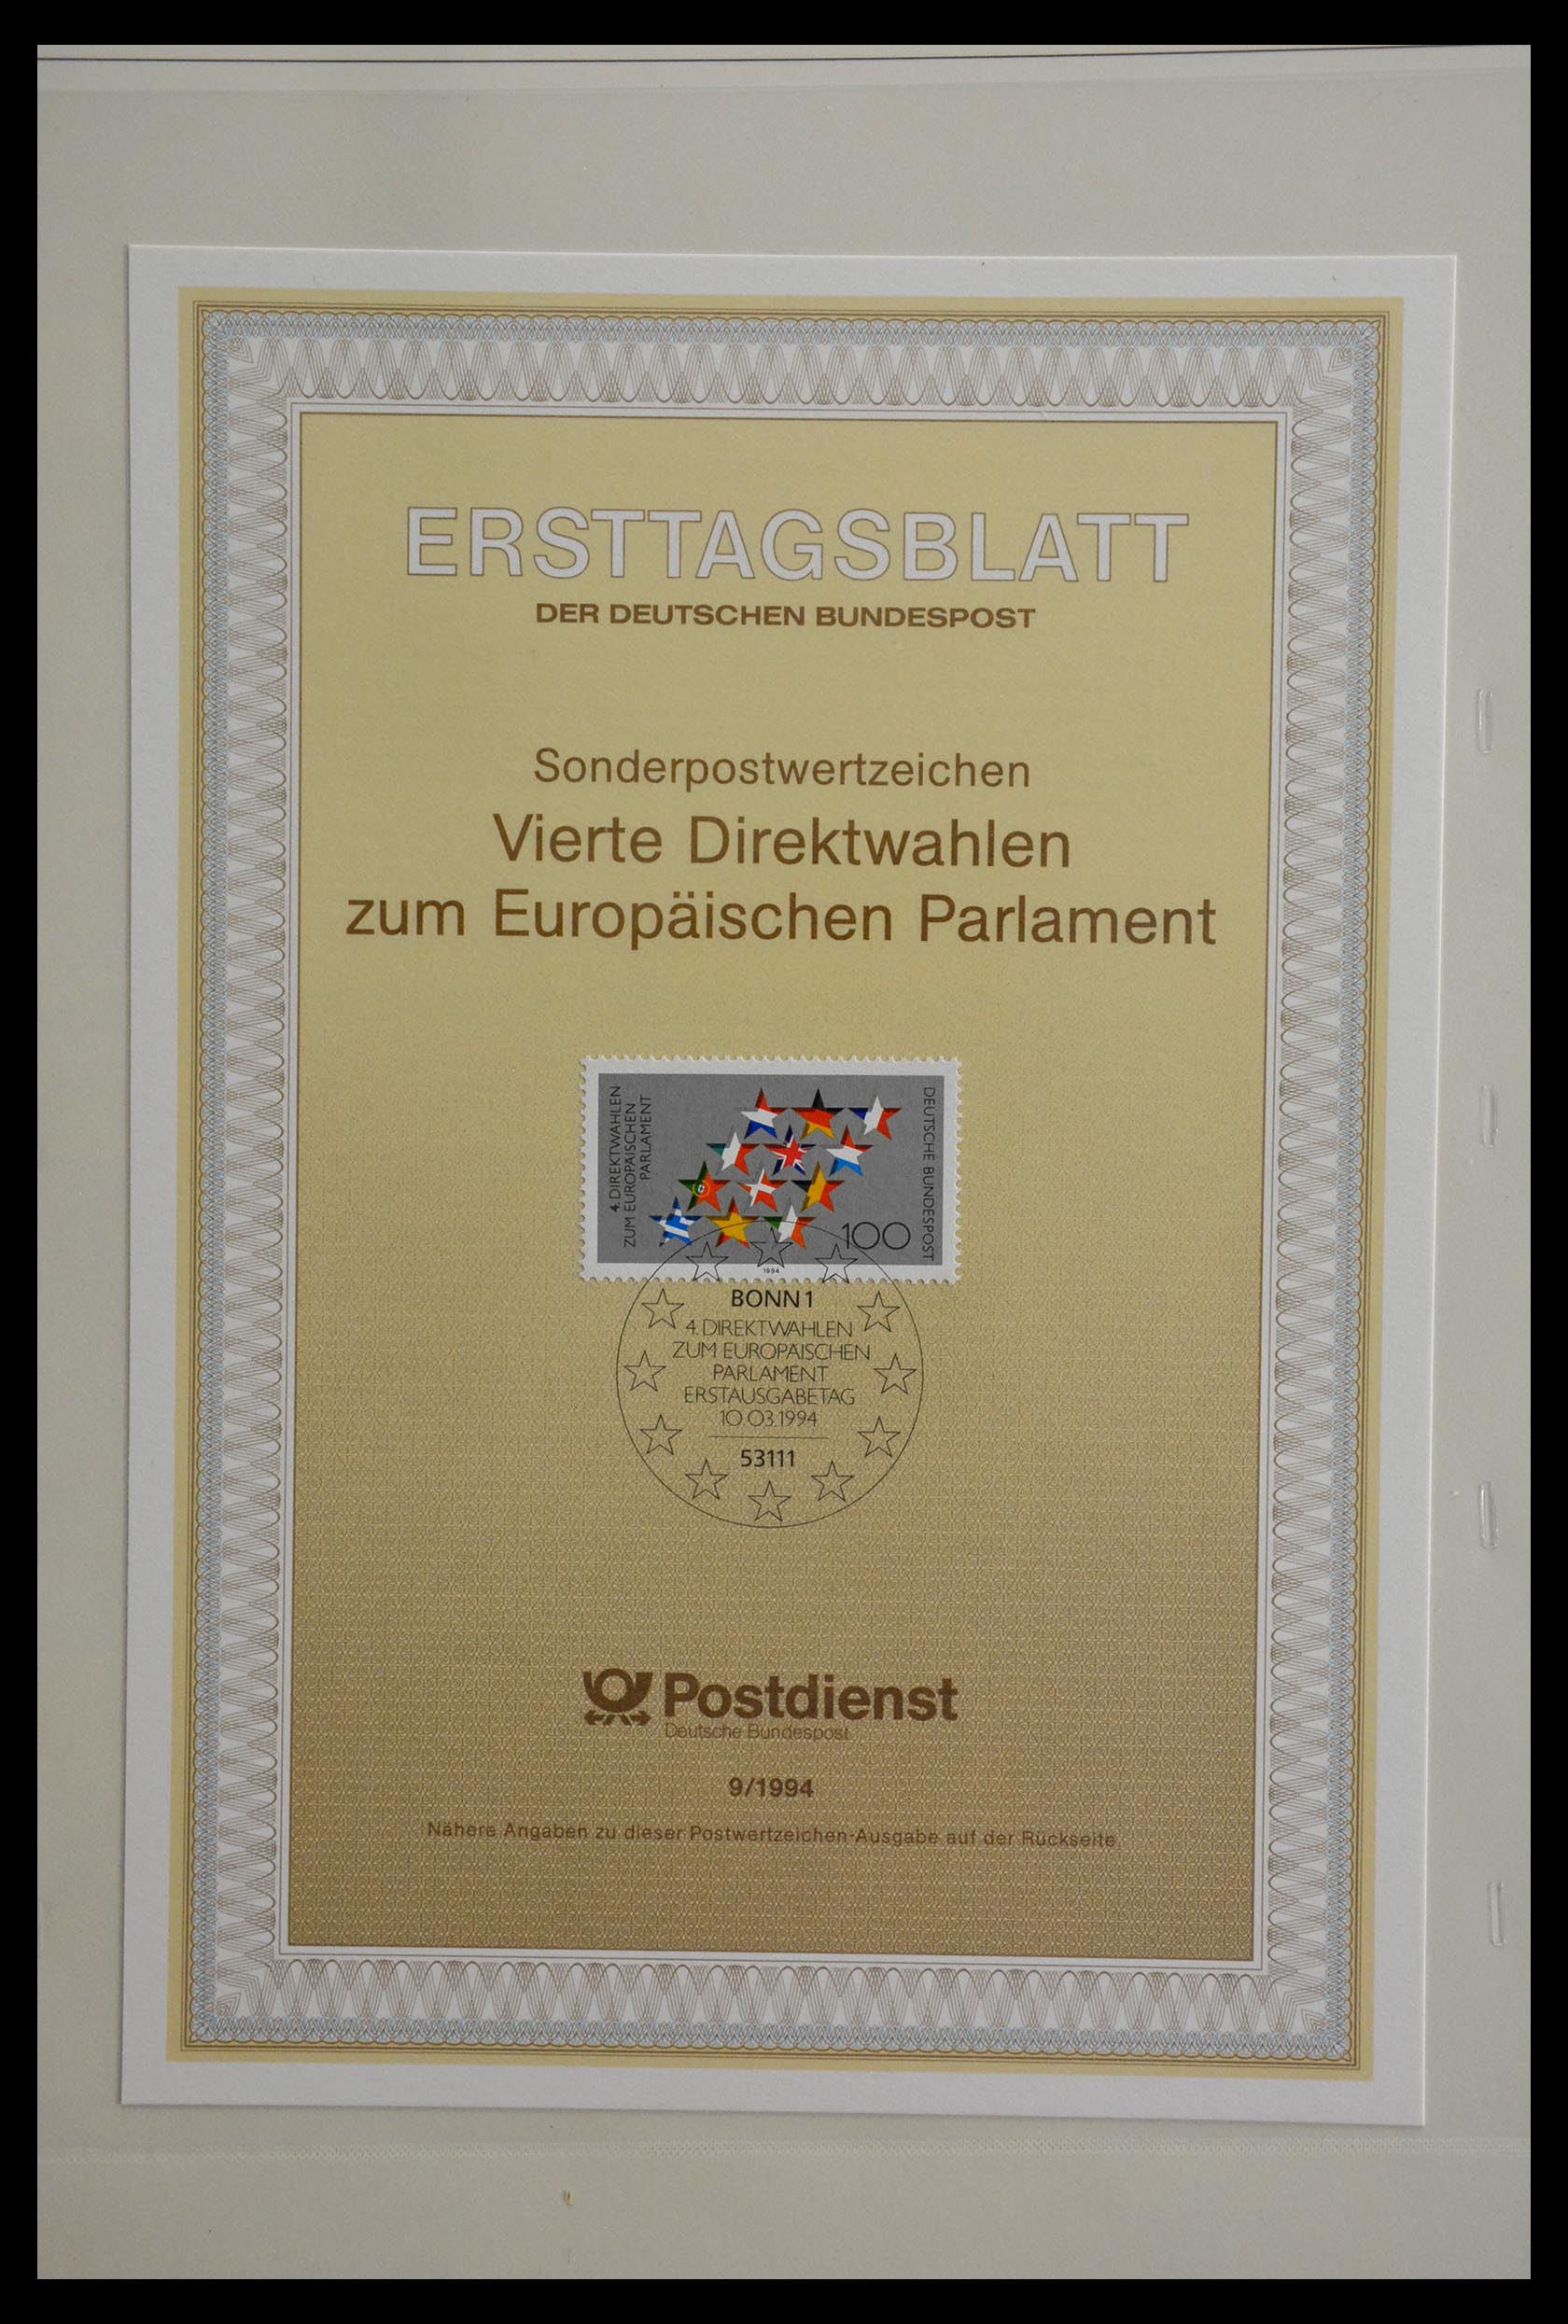 ERSTTAGSBLATT
DER DEUTSCHEN BUNDESPOST
Sonderpostwertzeichen
Vierte Direktwahlen
zum Europäischen Parlament
4. DIREKTWAHLEN
ZUM EUROPÄISCHEN
PARLAMENT
DEUTSCHE BUNDESPOST
100
1994
BONN 1
4. DIREKTWAHLEN
ZUM EUROPÄISCHEN
PARLAMENT
ERSTAUSGABETAG
10.03.1994
53111
Postdienst
Deutsche Bundespost
9/1994
Nähere Angaben zu dieser Postwertzeichen-Ausgabe auf der Rückseite